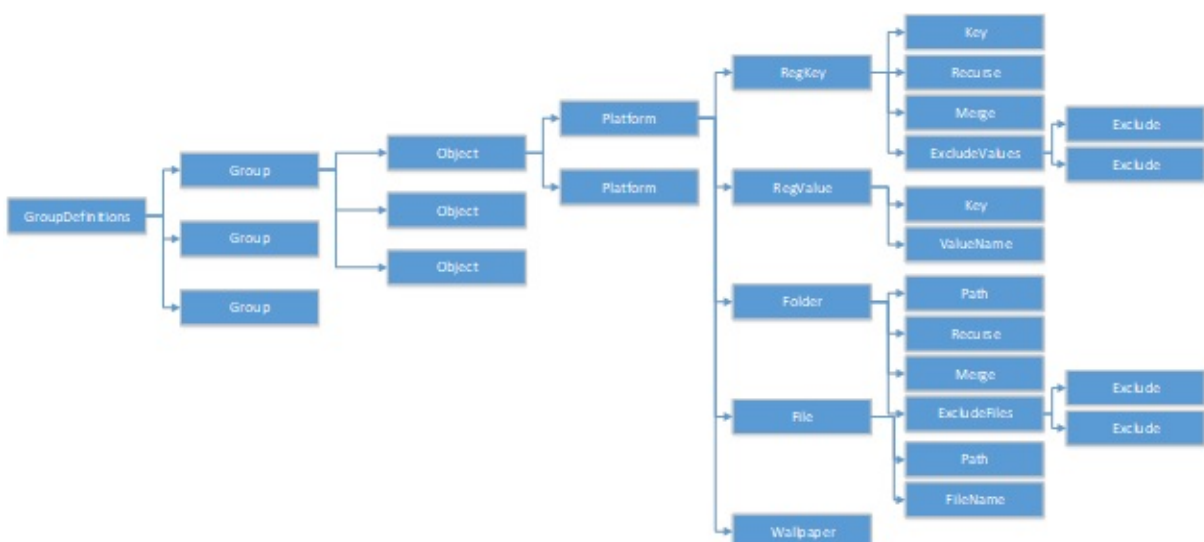 GroupDefinitions
Group
Group
Group
Object
Object
Object
Platform
Platform
RegKey
Key
Recurse
Merge
ExcludeValues
Exclude
Exclude
RegValue
Key
ValueName
Folder
Path
Recurse
Merge
ExcludeFiles
Exclude
Exclude
File
Path
FileName
Wallpaper